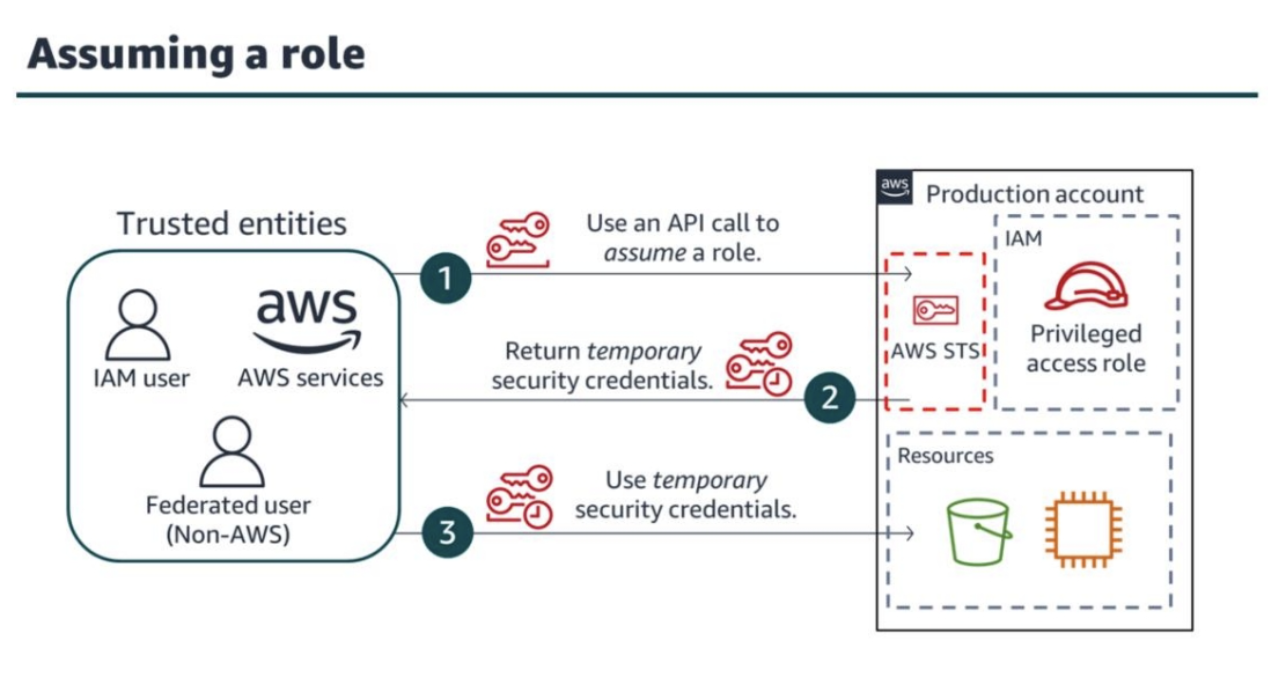 Assuming a role
Trusted entities
IAM user
aws
AWS services
Federated user
(Non-AWS)
1
Use an API call to
assume a role.
Return temporary
security credentials.
2
3
Use temporary
security credentials.
aws
Production account
AWS STS
IAM
Privileged
access role
Resources